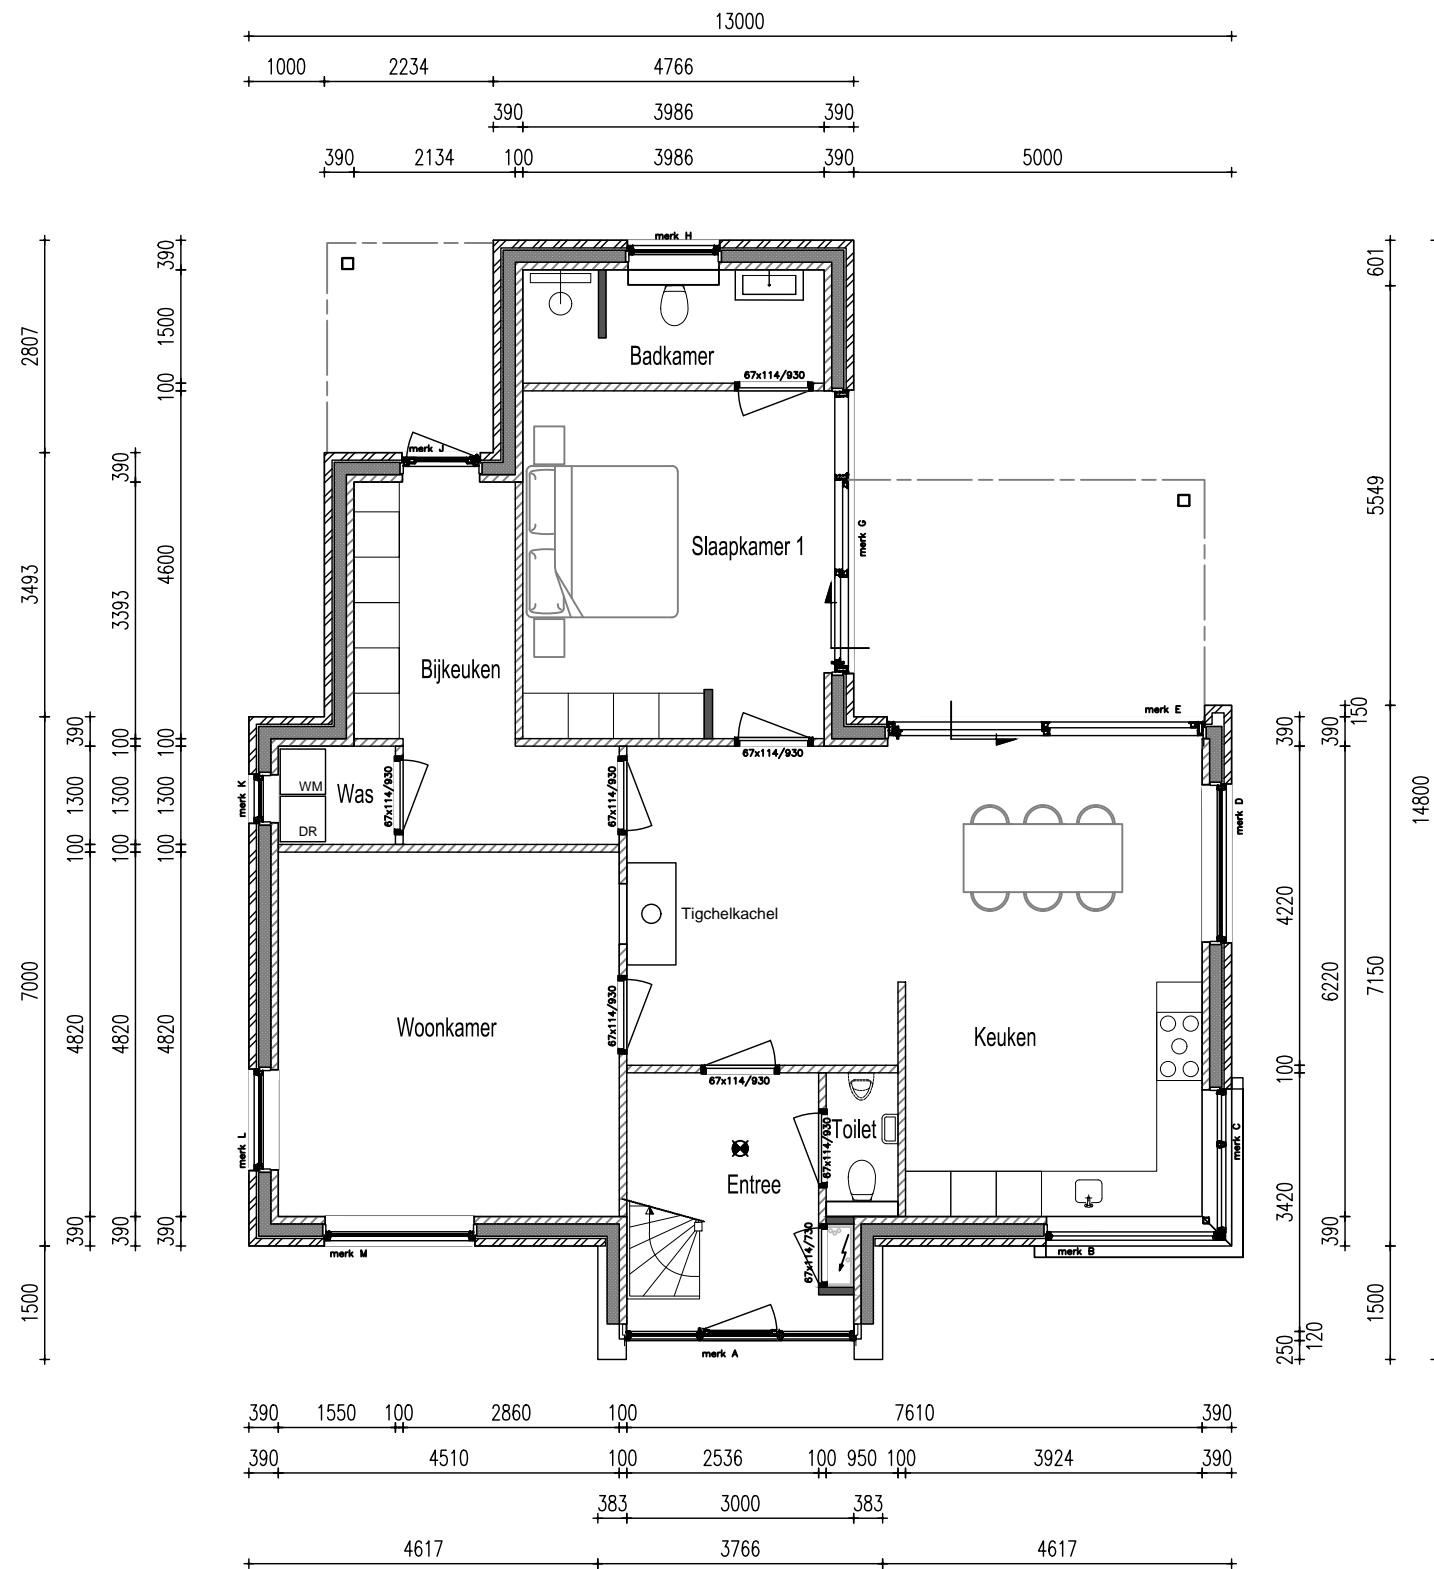 13000
1000 2234 4766
390 3986 390
390 2134 100 3986 390 5000
merk H
390
601
1500
2807
Badkamer
67x114/930
100
merk J
390
5549
merk G
Slaapkamer 1
4600
3493
3393
Bijkeuken
merk E
150
390 100 100
390 390
67x114/930
14800
merk K
1300 1300 1300
WM
Was
67x114/930
67x114/930
merk D
DR
100 100 100
4220
Tigchelkachel
7000
7150
6220
4820 4820 4820
67x114/930
Woonkamer
Keuken
100
67x114/930
merk L
67x114/930
Toilet
merk C
Entree
3420
390 390 390
390
67x114/730
merk M
merk B
1500
1500
120
250
merk A
390 1550 100 2860 100 7610 390
390 4510 100 2536 100 950 100 3924 390
383 3000 383
4617 3766 4617